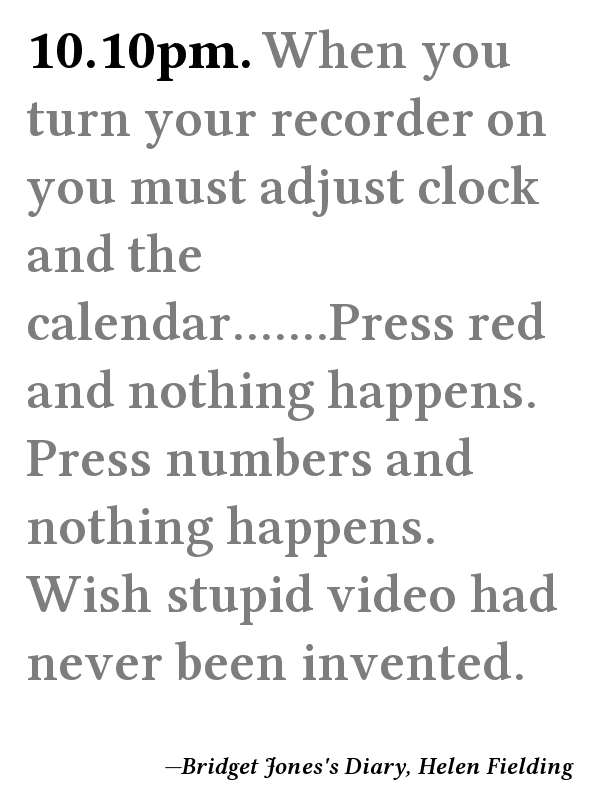 10.10pm. When you
turn your recorder on
you must adjust clock
and the
calendar.......Press red
and nothing happens.
Press numbers and
nothing happens.
Wish stupid video had
never been invented.
—Bridget Jones's Diary, Helen Fielding